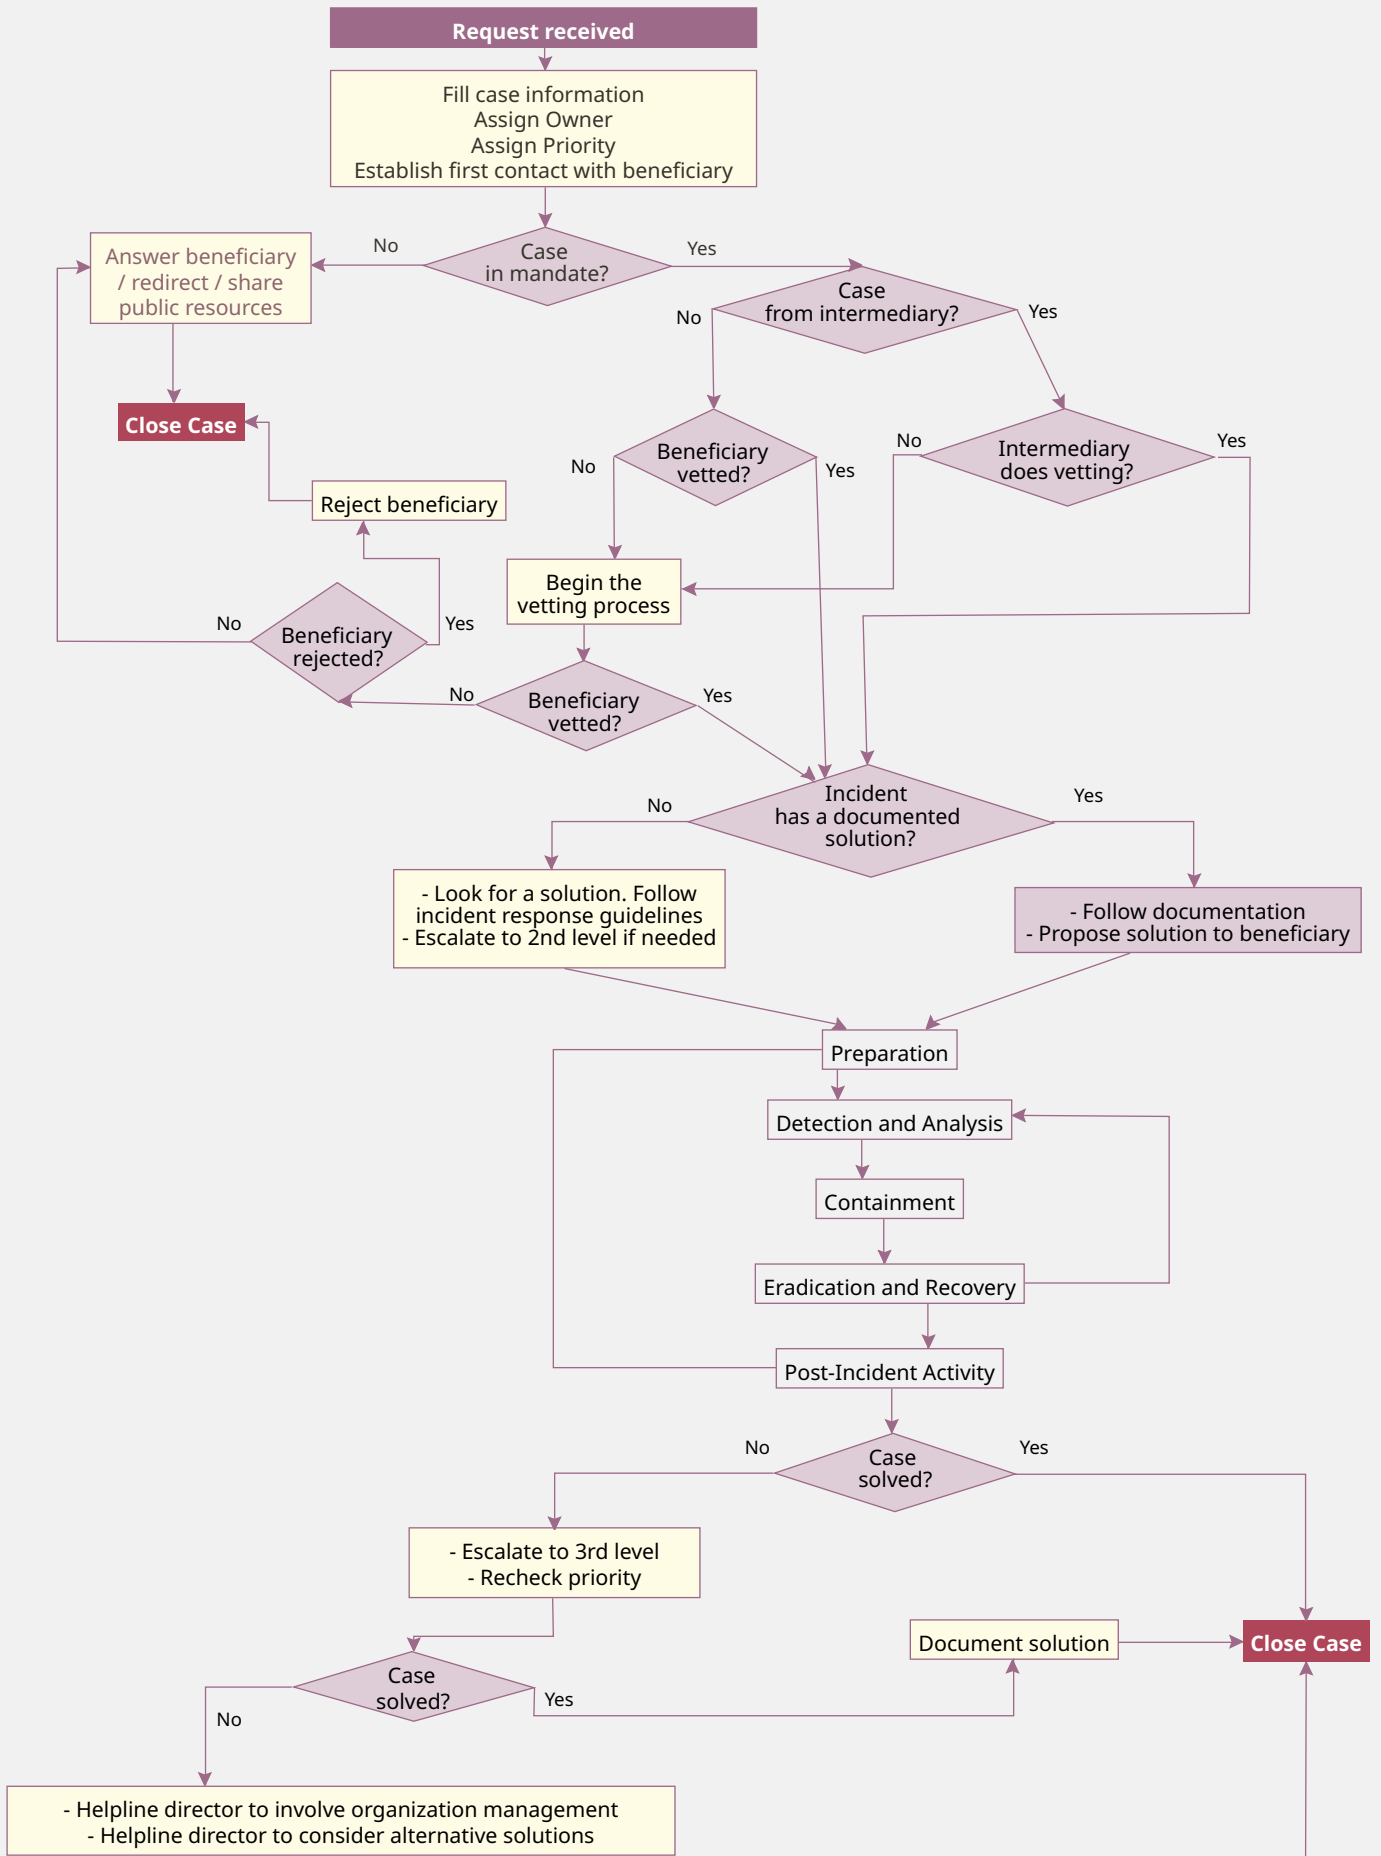 Request received
Fill case information
Assign Owner
Assign Priority
Establish first contact with beneficiary
Case
in mandate?
No
Yes
Answer beneficiary
/ redirect / share
public resources
Case
from intermediary?
No
Yes
Close Case
Beneficiary
vetted?
No
Yes
Intermediary
does vetting?
No
Yes
Reject beneficiary
Begin the
vetting process
Beneficiary
rejected?
No
Yes
Beneficiary
vetted?
No
Yes
Incident
has a documented
solution?
No
Yes
- Look for a solution. Follow
incident response guidelines
- Escalate to 2nd level if needed
- Follow documentation
- Propose solution to beneficiary
Preparation
Detection and Analysis
Containment
Eradication and Recovery
Post-Incident Activity
Case
solved?
No
Yes
- Escalate to 3rd level
- Recheck priority
Document solution
Close Case
Case
solved?
Yes
No
- Helpline director to involve organization management
- Helpline director to consider alternative solutions